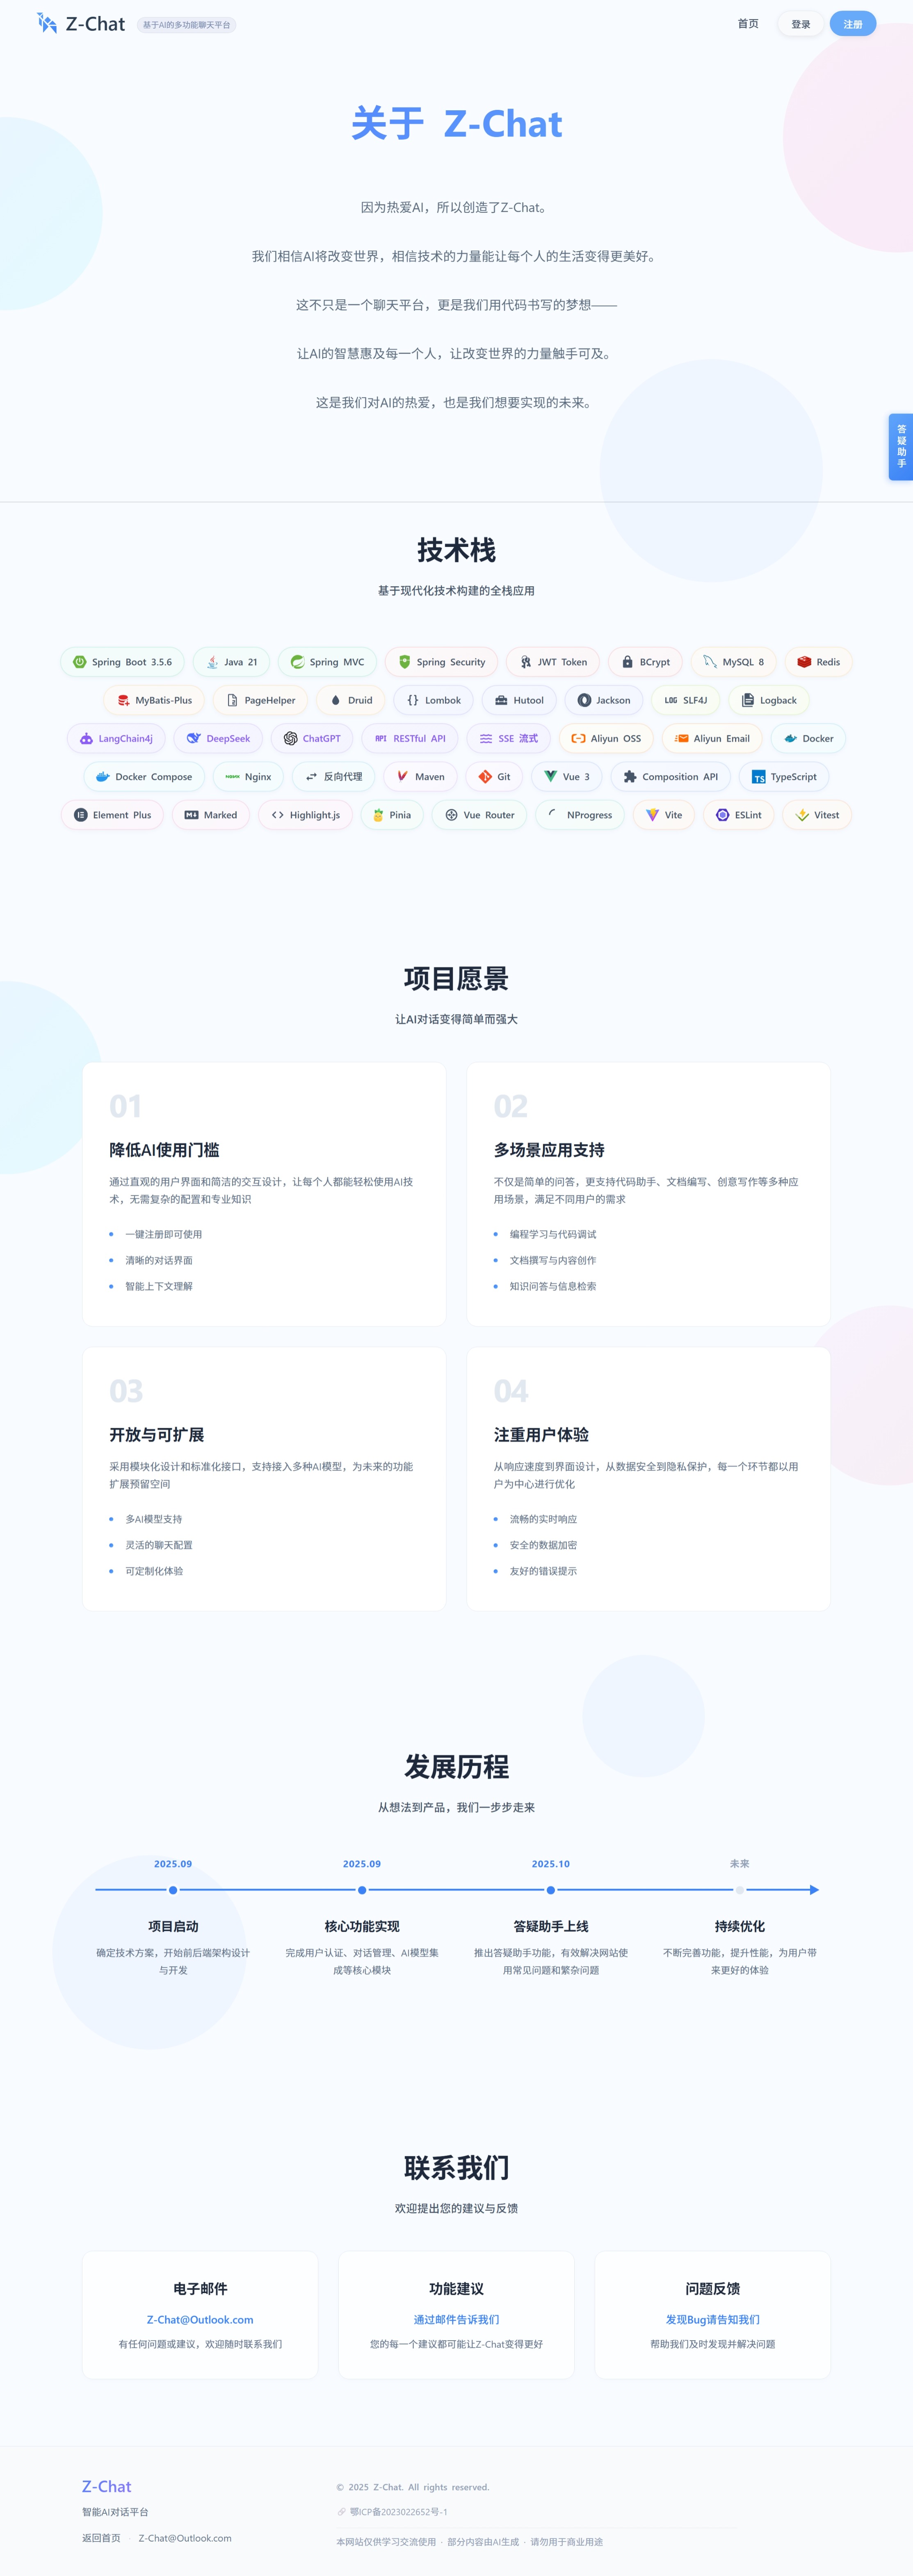 Z-Chat 基于AI的多功能聊天平台 首页 登录 注册
关于 Z-Chat
因为热爱AI，所以创造了Z-Chat。
我们相信AI将改变世界，相信技术的力量能让每个人的生活变得更美好。
这不只是一个聊天平台，更是我们用代码书写的梦想——
让AI的智慧惠及每一个人，让改变世界的力量触手可及。
这是我们对AI的热爱，也是我们想要实现的未来。
答疑助手
技术栈
基于现代化技术构建的全栈应用
Spring Boot 3.5.6 Java 21 Spring MVC Spring Security JWT Token BCrypt MySQL 8 Redis
MyBatis-Plus PageHelper Druid Lombok Hutool Jackson LOG SLF4J Logback
LangChain4j DeepSeek ChatGPT API RESTful API SSE 流式 Aliyun OSS Aliyun Email Docker
Docker Compose NGINX Nginx 反向代理 Maven Git Vue 3 Composition API TS TypeScript
Element Plus Marked Highlight.js Pinia Vue Router NProgress Vite ESLint Vitest
项目愿景
让AI对话变得简单而强大
01
降低AI使用门槛
通过直观的用户界面和简洁的交互设计，让每个人都能轻松使用AI技
术，无需复杂的配置和专业知识
一键注册即可使用
清晰的对话界面
智能上下文理解
02
多场景应用支持
不仅是简单的问答，更支持代码助手、文档编写、创意写作等多种应
用场景，满足不同用户的需求
编程学习与代码调试
文档撰写与内容创作
知识问答与信息检索
03
开放与可扩展
采用模块化设计和标准化接口，支持接入多种AI模型，为未来的功能
扩展预留空间
多AI模型支持
灵活的聊天配置
可定制化体验
04
注重用户体验
从响应速度到界面设计，从数据安全到隐私保护，每一个环节都以用
户为中心进行优化
流畅的实时响应
安全的数据加密
友好的错误提示
发展历程
从想法到产品，我们一步步走来
2025.09
项目启动
确定技术方案，开始前后端架构设计
与开发
2025.09
核心功能实现
完成用户认证、对话管理、AI模型集
成等核心模块
2025.10
答疑助手上线
推出答疑助手功能，有效解决网站使
用常见问题和繁杂问题
未来
持续优化
不断完善功能，提升性能，为用户带
来更好的体验
联系我们
欢迎提出您的建议与反馈
电子邮件
Z-Chat@Outlook.com
有任何问题或建议，欢迎随时联系我们
功能建议
通过邮件告诉我们
您的每一个建议都可能让Z-Chat变得更好
问题反馈
发现Bug请告知我们
帮助我们及时发现并解决问题
Z-Chat
智能AI对话平台
返回首页 Z-Chat@Outlook.com
© 2025 Z-Chat. All rights reserved.
鄂ICP备2023022652号-1
本网站仅供学习交流使用 · 部分内容由AI生成 · 请勿用于商业用途